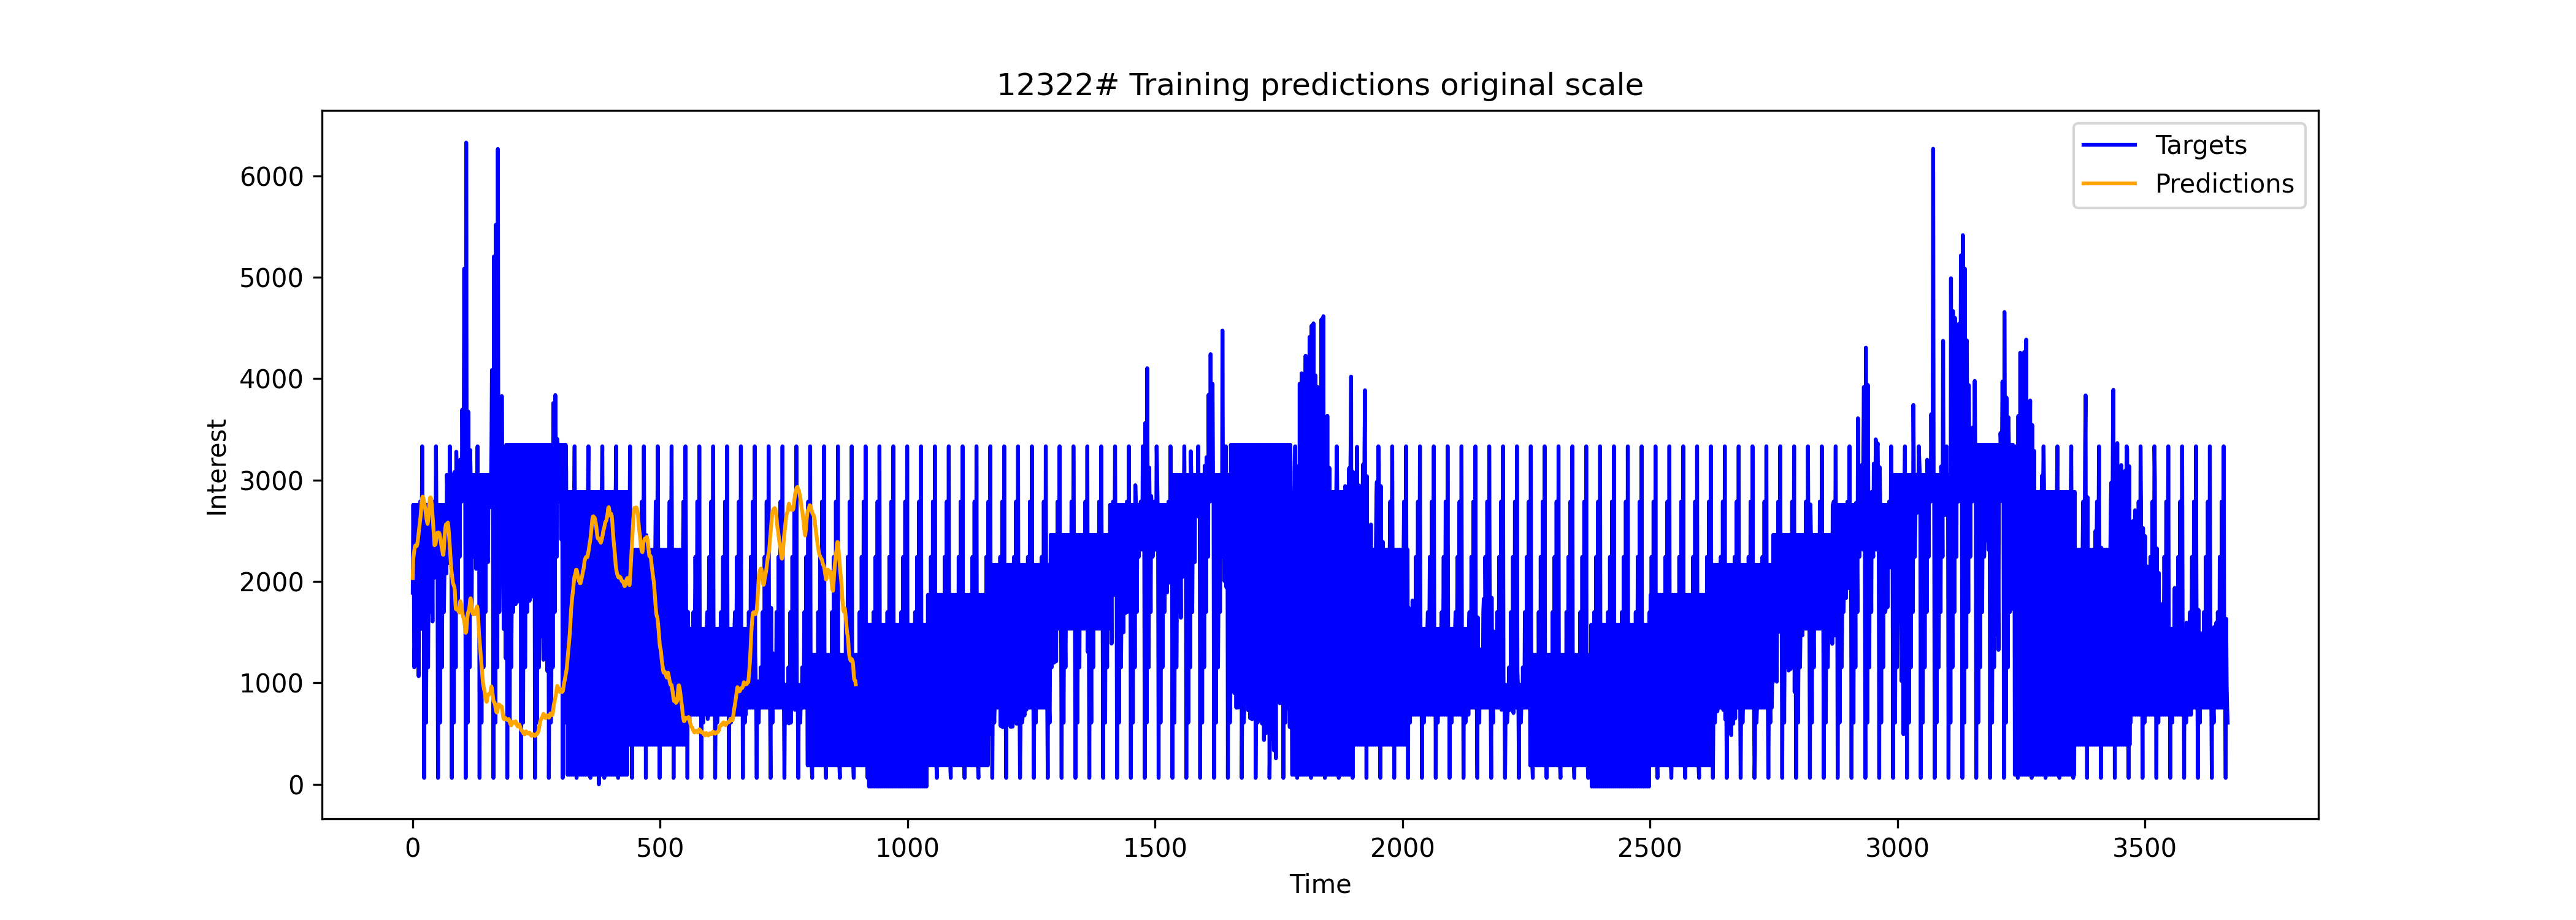 12322# Training predictions original scale
Targets
Predictions
Interest
6000
5000
4000
3000
2000
1000
0
0 500 1000 1500 2000 2500 3000 3500
Time